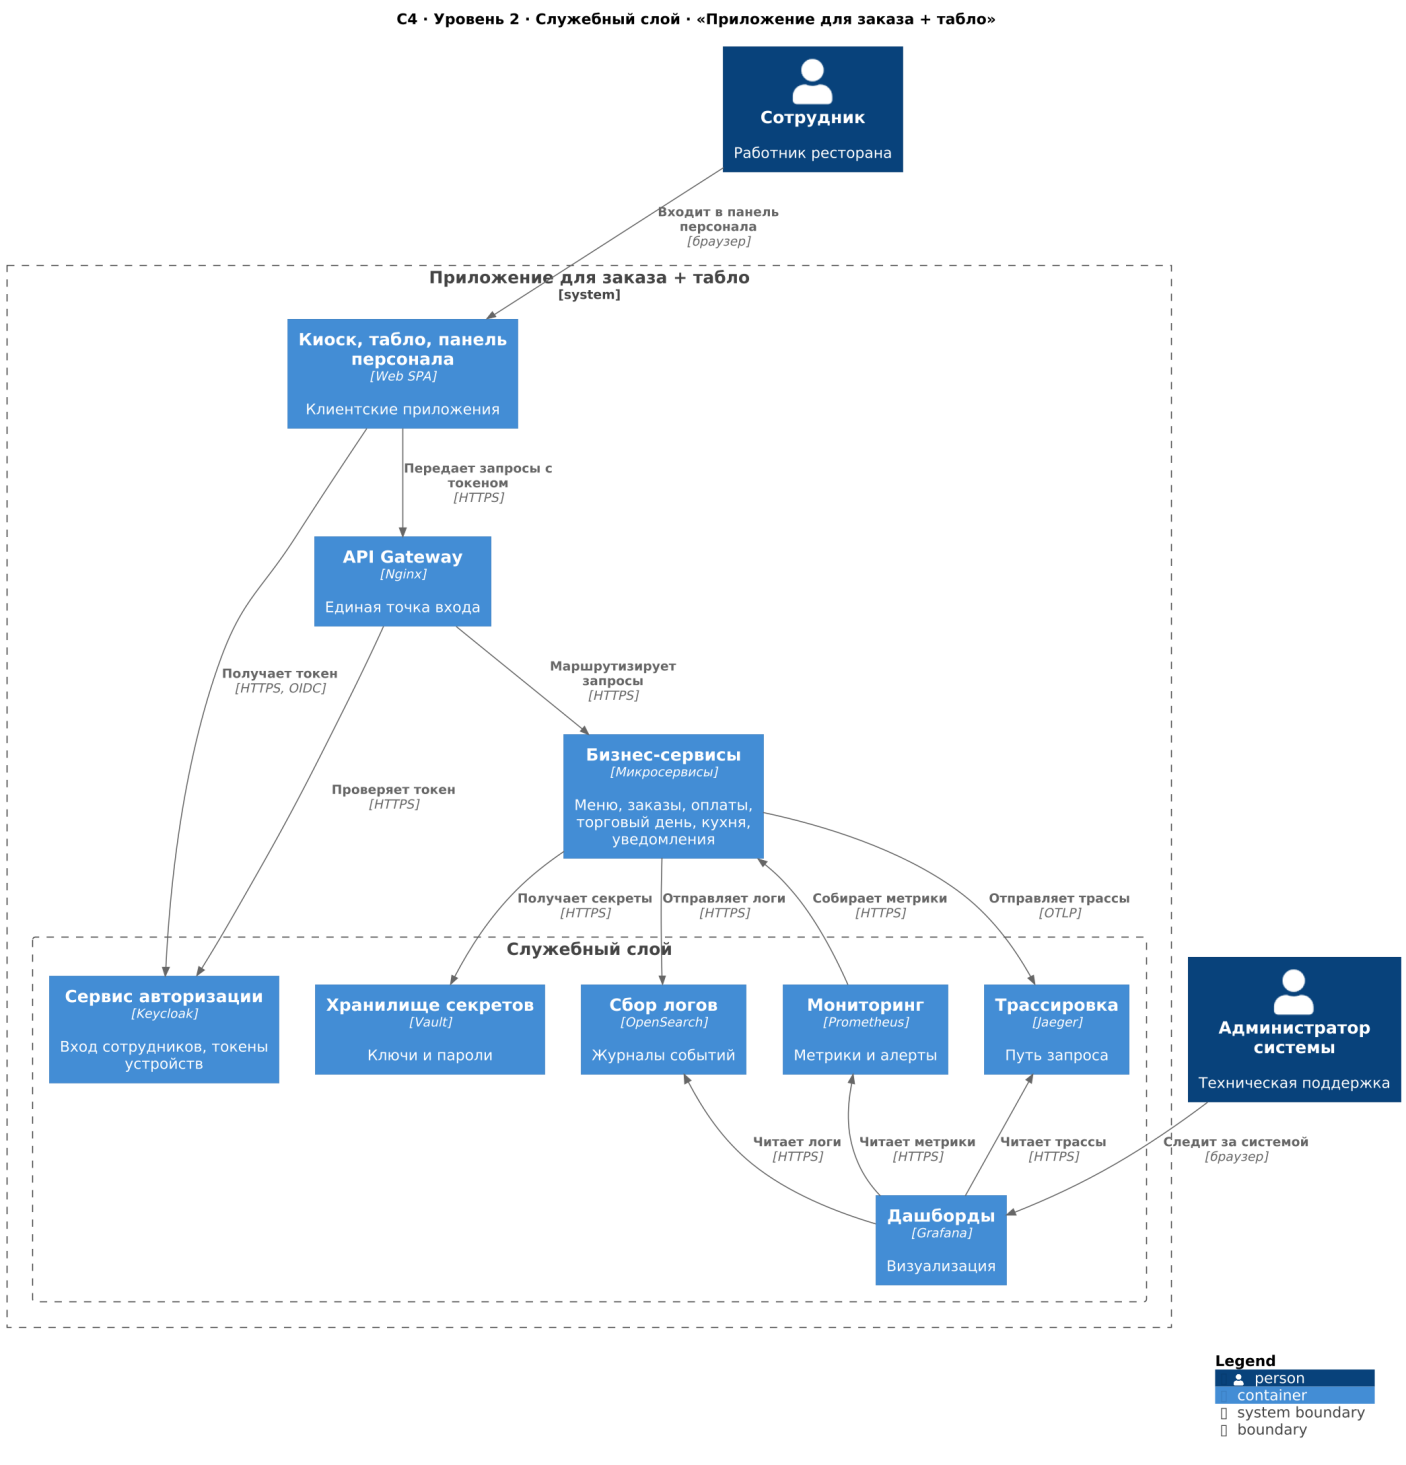 C4 · Уровень 2 · Служебный слой · «Приложение для заказа + табло»
Сотрудник
Работник ресторана
Входит в панель
персонала
[браузер]
Приложение для заказа + табло
[system]
Киоск, табло, панель
персонала
[Web SPA]
Клиентские приложения
Передает запросы с
токеном
[HTTPS]
API Gateway
[Nginx]
Единая точка входа
Получает токен
[HTTPS, OIDC]
Маршрутизирует
запросы
[HTTPS]
Проверяет токен
[HTTPS]
Бизнес-сервисы
[Микросервисы]
Меню, заказы, оплаты,
торговый день, кухня,
уведомления
Получает секреты
[HTTPS]
Отправляет логи
[HTTPS]
Собирает метрики
[HTTPS]
Отправляет трассы
[OTLP]
Служебный слой
Сервис авторизации
[Keycloak]
Вход сотрудников, токены
устройств
Хранилище секретов
[Vault]
Ключи и пароли
Сбор логов
[OpenSearch]
Журналы событий
Мониторинг
[Prometheus]
Метрики и алерты
Трассировка
[Jaeger]
Путь запроса
Администратор
системы
Техническая поддержка
Читает логи
[HTTPS]
Читает метрики
[HTTPS]
Читает трассы
[HTTPS]
Следит за системой
[браузер]
Дашборды
[Grafana]
Визуализация
Legend
person
container
system boundary
boundary